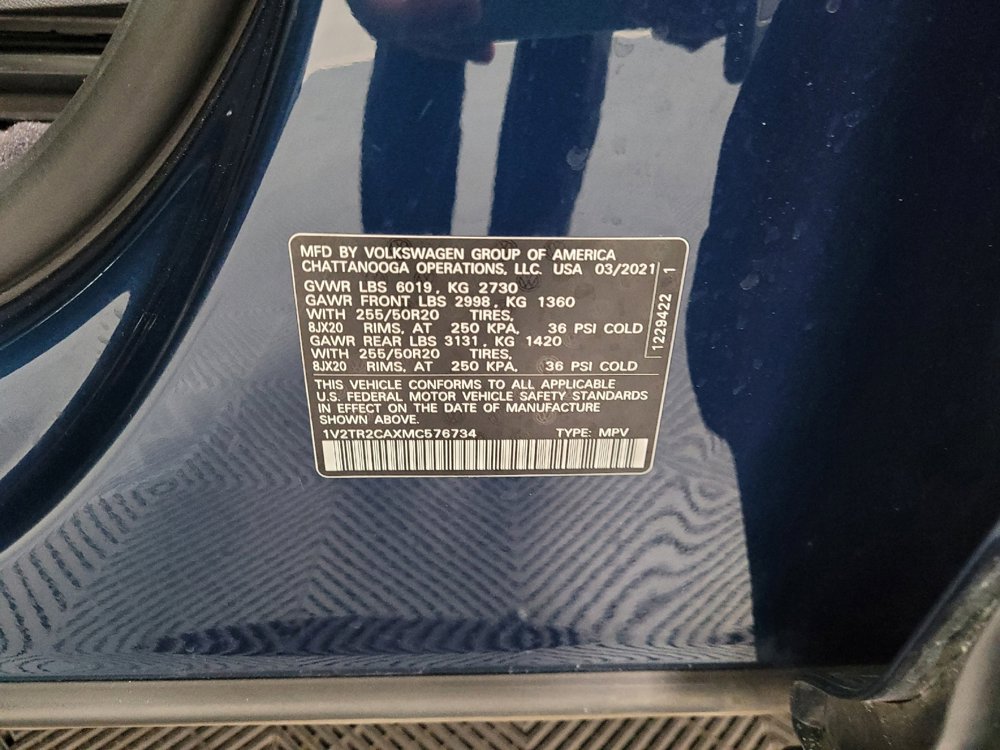 MFD BY VOLKSWAGEN GROUP OF AMERICA
CHATTANOOGA OPERATIONS, LLC. USA 03/2021
GVWR LBS 6019, KG 2730
GAWR FRONT LBS 2998, KG 1360
WITH 255/50R20 TIRES,
8JX20 RIMS, AT 250 KPA, 36 PSI COLD
GAWR REAR LBS 3131, KG 1420
WITH 255/50R20 TIRES,
8JX20 RIMS, AT 250 KPA, 36 PSI COLD
1229422 1
THIS VEHICLE CONFORMS TO ALL APPLICABLE
U.S. FEDERAL MOTOR VEHICLE SAFETY STANDARDS
IN EFFECT ON THE DATE OF MANUFACTURE
SHOWN ABOVE.
1V2TR2CAXMC576734 TYPE: MPV